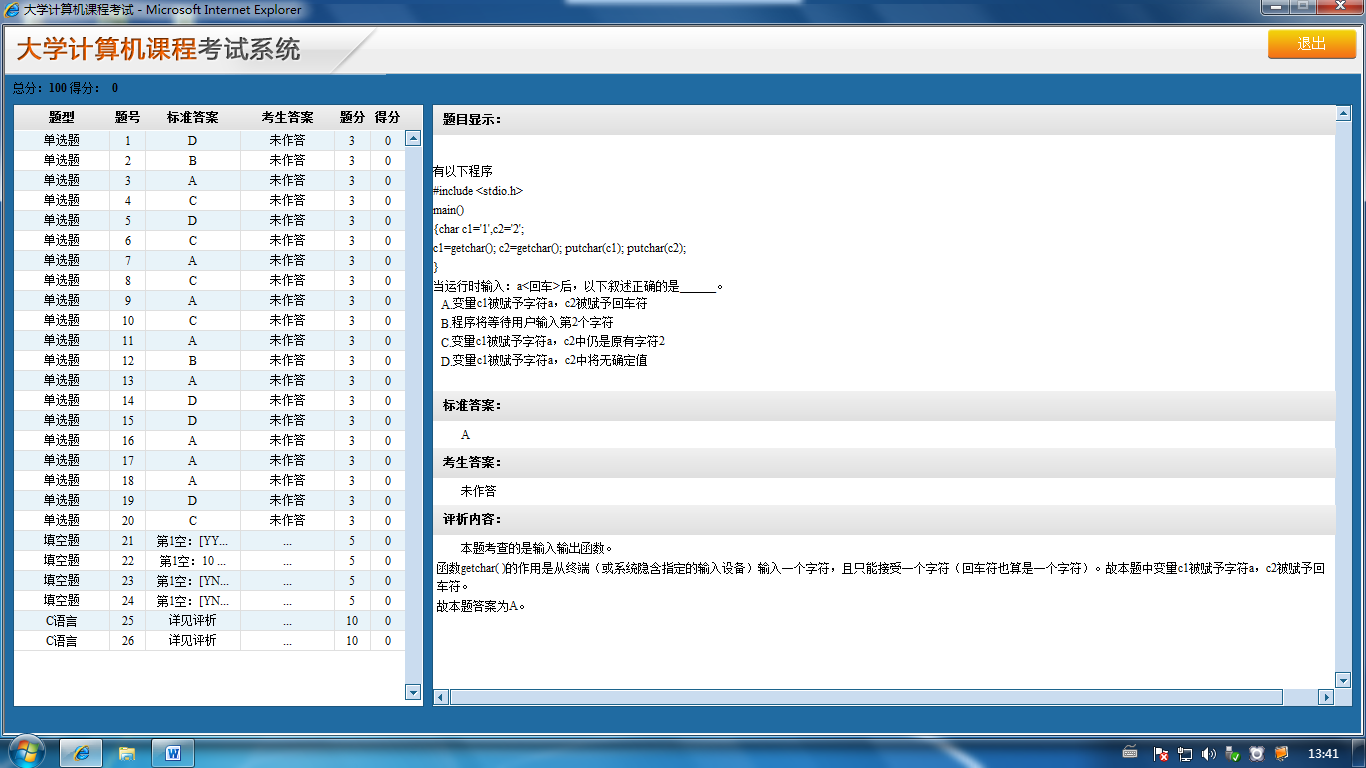 大学计算机课程考试 - Microsoft Internet Explorer
大学计算机课程考试系统
退出
总分：100 得分： 0
题型 题号 标准答案 考生答案 题分 得分
单选题 1 D 未作答 3 0
单选题 2 B 未作答 3 0
单选题 3 A 未作答 3 0
单选题 4 C 未作答 3 0
单选题 5 D 未作答 3 0
单选题 6 C 未作答 3 0
单选题 7 A 未作答 3 0
单选题 8 C 未作答 3 0
单选题 9 A 未作答 3 0
单选题 10 C 未作答 3 0
单选题 11 A 未作答 3 0
单选题 12 B 未作答 3 0
单选题 13 A 未作答 3 0
单选题 14 D 未作答 3 0
单选题 15 D 未作答 3 0
单选题 16 A 未作答 3 0
单选题 17 A 未作答 3 0
单选题 18 A 未作答 3 0
单选题 19 D 未作答 3 0
单选题 20 C 未作答 3 0
填空题 21 第1空：[YY... ... 5 0
填空题 22 第1空：10 ... ... 5 0
填空题 23 第1空：[YN... ... 5 0
填空题 24 第1空：[YN... ... 5 0
C语言 25 详见评析 ... 10 0
C语言 26 详见评析 ... 10 0
题目显示：
有以下程序
#include <stdio.h>
main()
{char c1='1',c2='2';
c1=getchar(); c2=getchar(); putchar(c1); putchar(c2);
}
当运行时输入：a<回车>后，以下叙述正确的是______。
A.变量c1被赋予字符a，c2被赋予回车符
B.程序将等待用户输入第2个字符
C.变量c1被赋予字符a，c2中仍是原有字符2
D.变量c1被赋予字符a，c2中将无确定值
标准答案：
A
考生答案：
未作答
评析内容：
本题考查的是输入输出函数。
函数getchar( )的作用是从终端（或系统隐含指定的输入设备）输入一个字符，且只能接受一个字符（回车符也算是一个字符）。故本题中变量c1被赋予字符a，c2被赋予回
车符。
故本题答案为A。
13:41